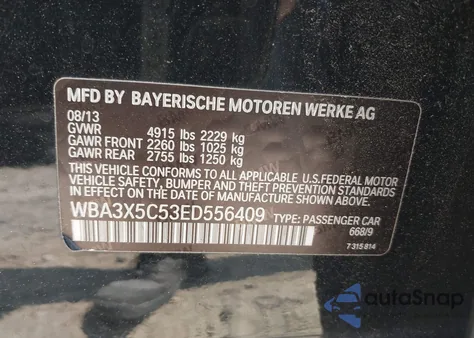 MFD BY BAYERISCHE MOTOREN WERKE AG
08/13
GVWR 4915 lbs 2229 kg
GAWR FRONT 2260 lbs 1025 kg
GAWR REAR 2755 lbs 1250 kg
THIS VEHICLE CONFORMS TO ALL APPLICABLE U.S.FEDERAL MOTOR
VEHICLE SAFETY, BUMPER AND THEFT PREVENTION STANDARDS
IN EFFECT ON THE DATE OF MANUFACTURE SHOWN ABOVE.
WBA3X5C53ED556409 TYPE: PASSENGER CAR
668/9
7 315 814
autoSnap